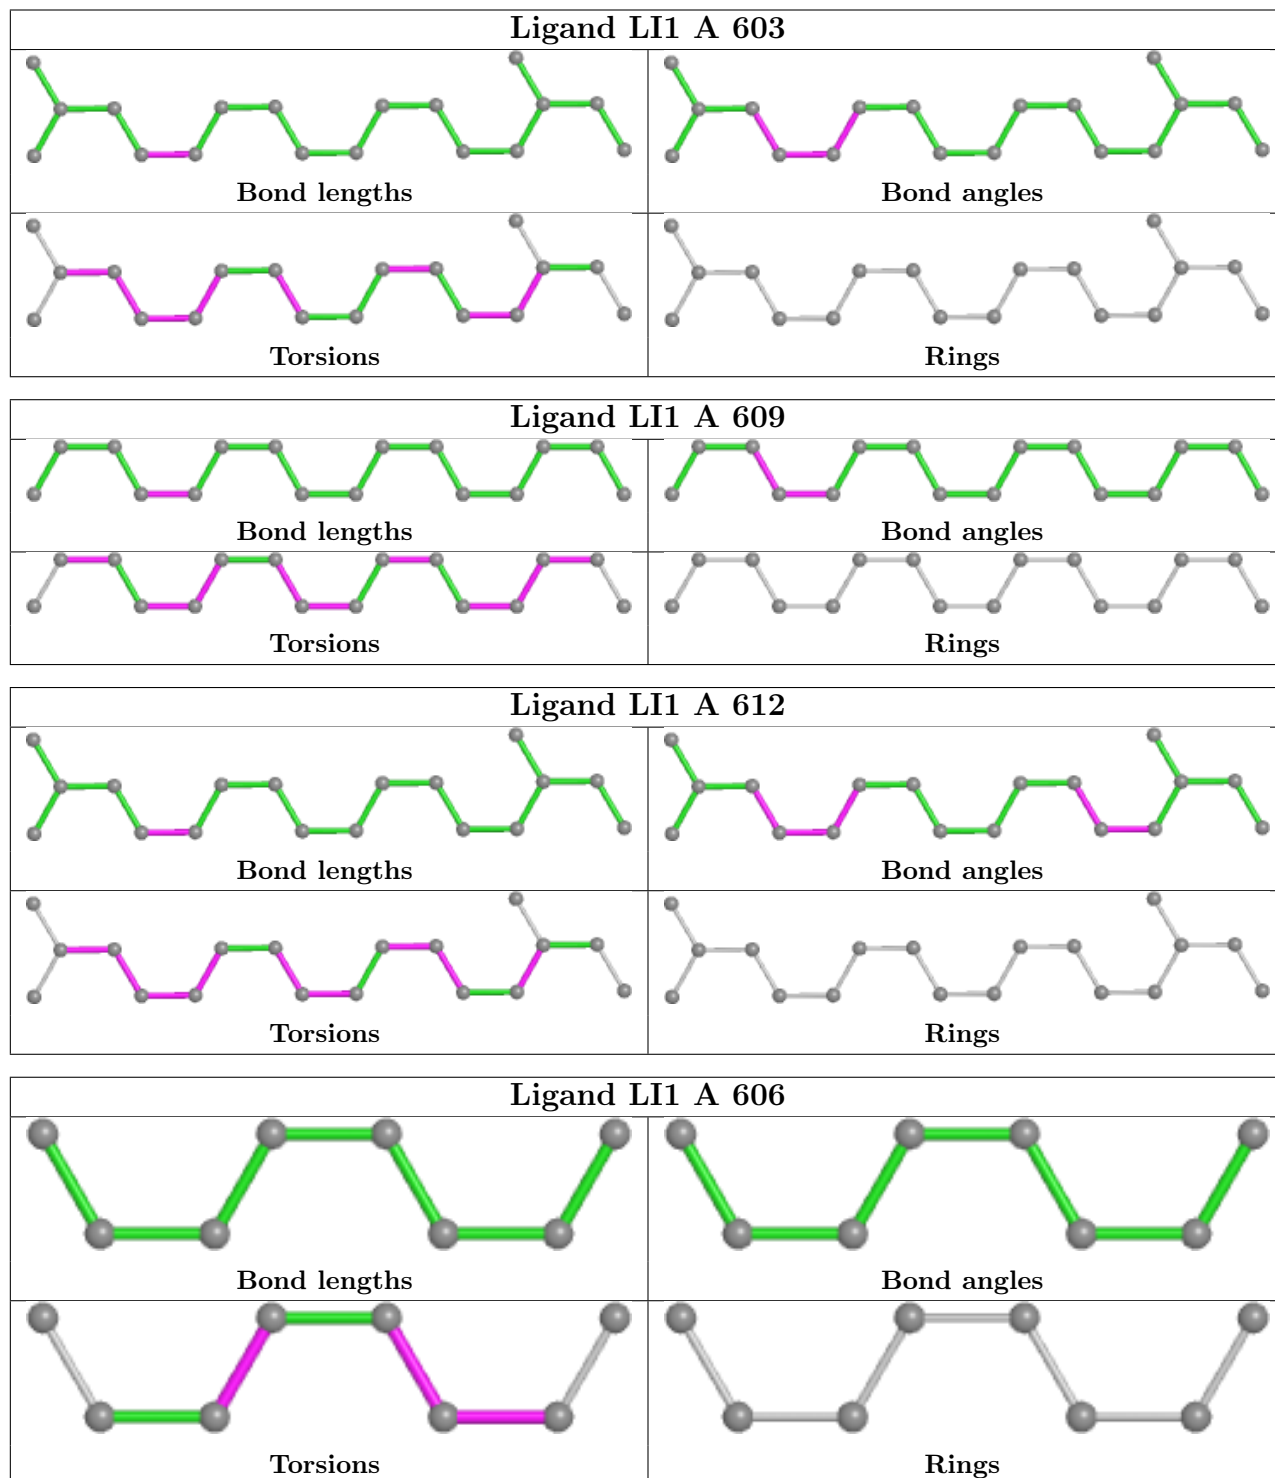 Ligand LI1 A 603
Bond lengths
Bond angles
Torsions
Rings
Ligand LI1 A 609
Bond lengths
Bond angles
Torsions
Rings
Ligand LI1 A 612
Bond lengths
Bond angles
Torsions
Rings
Ligand LI1 A 606
Bond lengths
Bond angles
Torsions
Rings